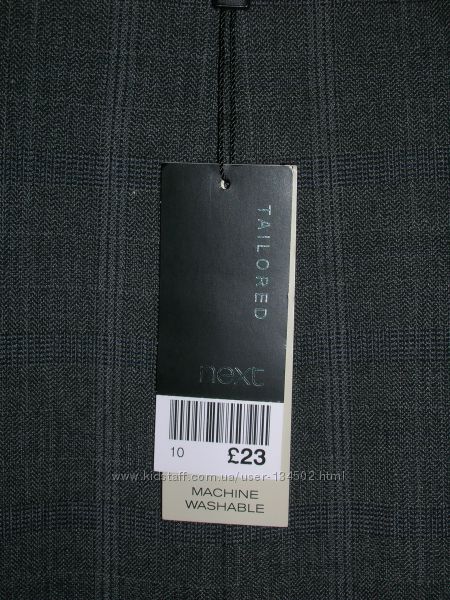 TAILORED
next
10 £23
www.kidstaff.com.ua/user-134502.html
MACHINE
WASHABLE